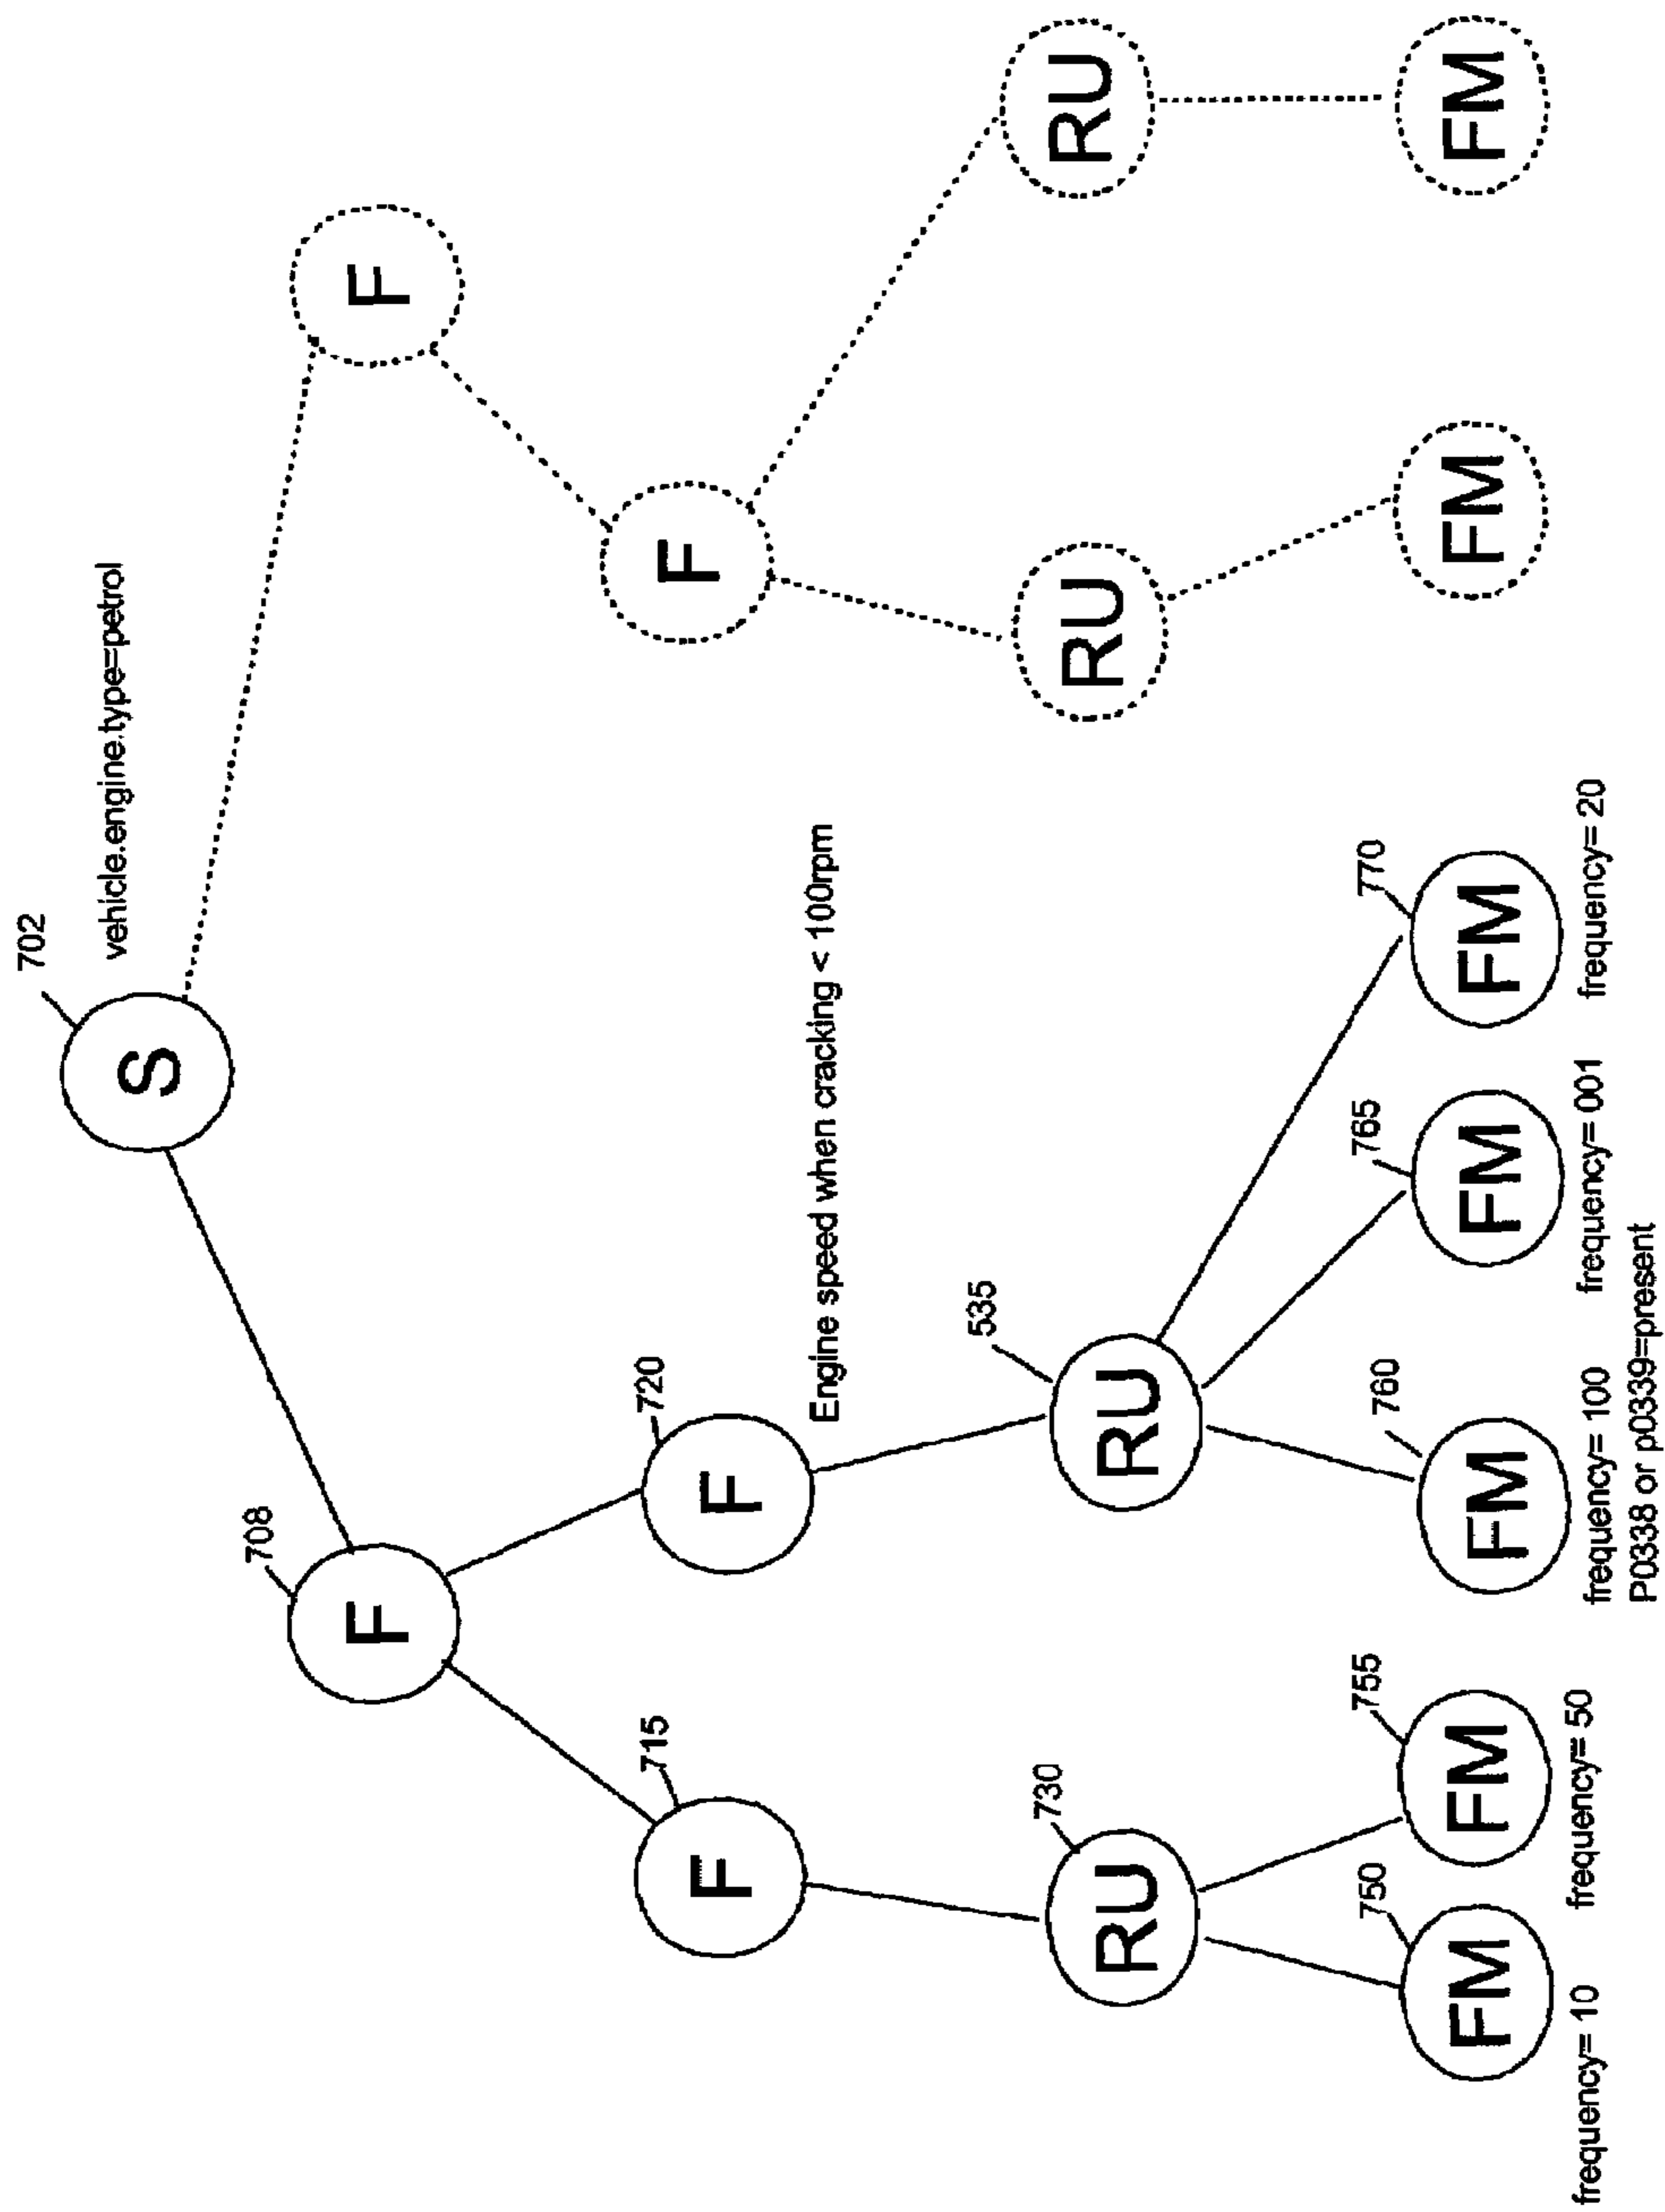 702
S
vehicle.engine.type=petrol
708
F
F
715
F
720
F
Engine speed when cracking < 100rpm
F
730
RU
535
RU
RU
RU
750
FM
755
FM
760
FM
765
FM
770
FM
FM
FM
frequency= 10
frequency= 50
frequency= 100
P0338 or p0339=present
frequency= 001
frequency= 20